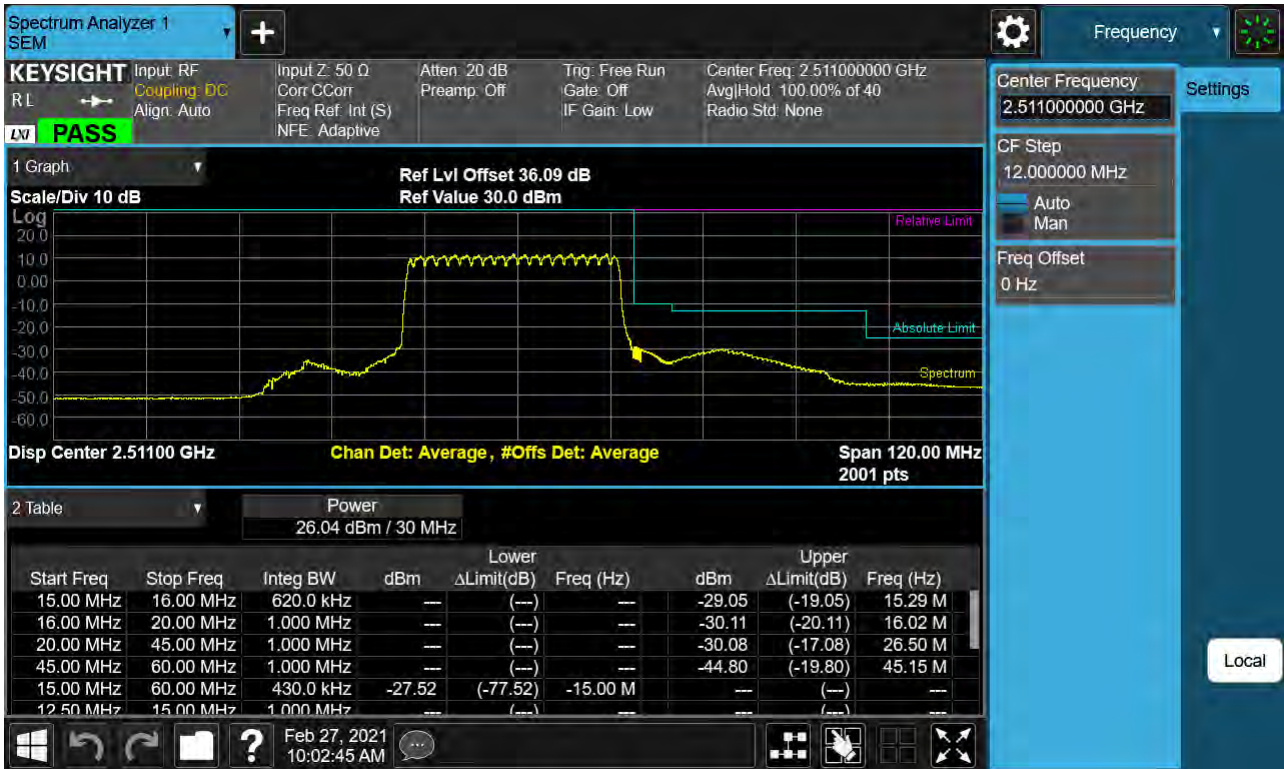 Spectrum Analyzer 1
SEM
Frequency
KEYSIGHT
R L
LXI
PASS
Input: RF
Coupling: DC
Align: Auto
Input Z: 50 Ω
Corr CCorr
Freq Ref: Int (S)
NFE: Adaptive
Atten: 20 dB
Preamp: Off
Trig: Free Run
Gate: Off
IF Gain: Low
Center Freq: 2.511000000 GHz
Avg|Hold: 100.00% of 40
Radio Std: None
Center Frequency
2.511000000 GHz
Settings
CF Step
12.000000 MHz
Auto
Man
Freq Offset
0 Hz
1 Graph
Scale/Div 10 dB
Ref Lvl Offset 36.09 dB
Ref Value 30.0 dBm
Log
20.0
10.0
0.00
-10.0
-20.0
-30.0
-40.0
-50.0
-60.0
Relative Limit
Absolute Limit
Spectrum
Disp Center 2.51100 GHz
Chan Det: Average, #Offs Det: Average
Span 120.00 MHz
2001 pts
2 Table
Power
26.04 dBm / 30 MHz
Lower Upper
Start Freq Stop Freq Integ BW dBm ΔLimit(dB) Freq (Hz) dBm ΔLimit(dB) Freq (Hz)
15.00 MHz 16.00 MHz 620.0 kHz --- (---) --- -29.05 (-19.05) 15.29 M
16.00 MHz 20.00 MHz 1.000 MHz --- (---) --- -30.11 (-20.11) 16.02 M
20.00 MHz 45.00 MHz 1.000 MHz --- (---) --- -30.08 (-17.08) 26.50 M
45.00 MHz 60.00 MHz 1.000 MHz --- (---) --- -44.80 (-19.80) 45.15 M
15.00 MHz 60.00 MHz 430.0 kHz -27.52 (-77.52) -15.00 M --- (---) ---
12.50 MHz 15.00 MHz 1.000 MHz --- (---) --- --- (---) ---
Local
?
Feb 27, 2021
10:02:45 AM